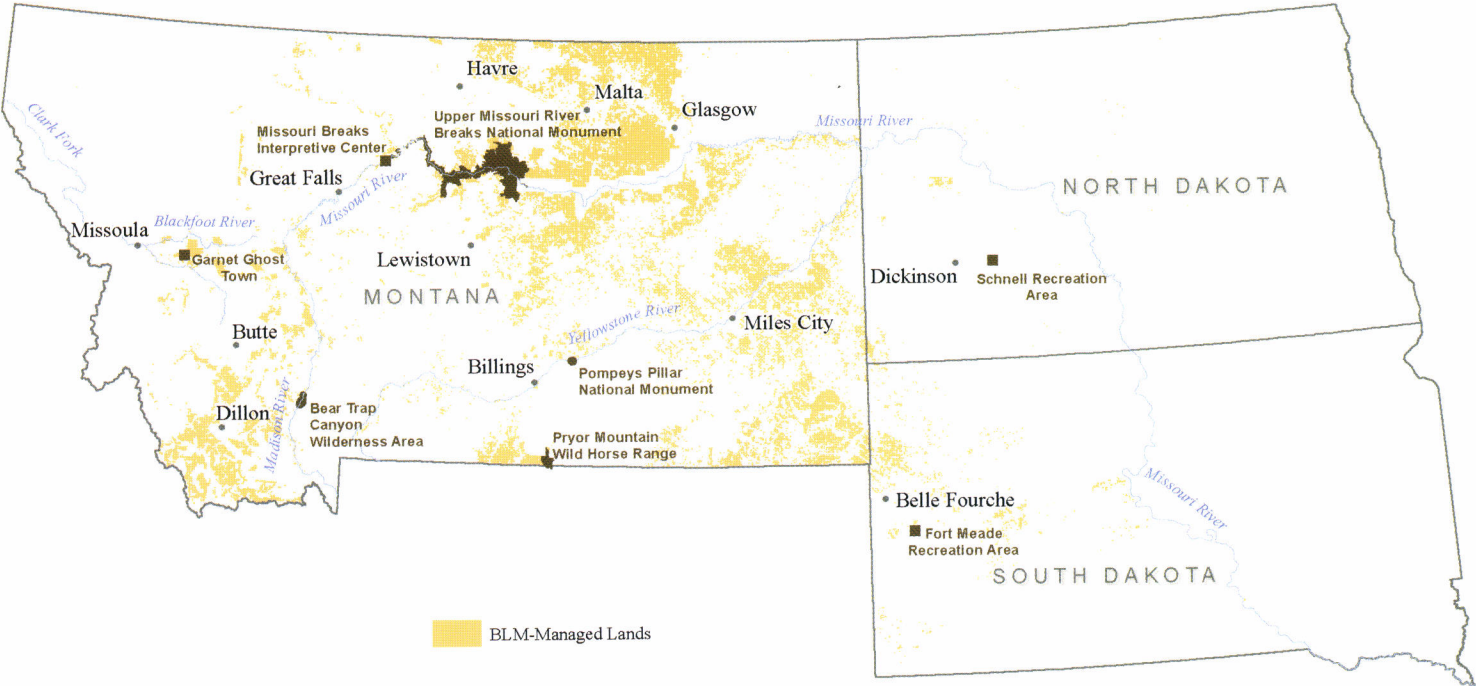 Havre
Malta
Glasgow
Clark Fork
Missouri Breaks
Interpretive Center
Upper Missouri River
Breaks National Monument
Missouri River
Great Falls
Missouri River
NORTH DAKOTA
Blackfoot River
Missoula
Garnet Ghost
Town
Lewistown
MONTANA
Dickinson
Schnell Recreation
Area
Yellowstone River
Miles City
Butte
Billings
Pompeys Pillar
National Monument
Madison River
Dillon
Bear Trap
Canyon
Wilderness Area
Pryor Mountain
Wild Horse Range
Belle Fourche
Missouri River
Fort Meade
Recreation Area
SOUTH DAKOTA
BLM-Managed Lands